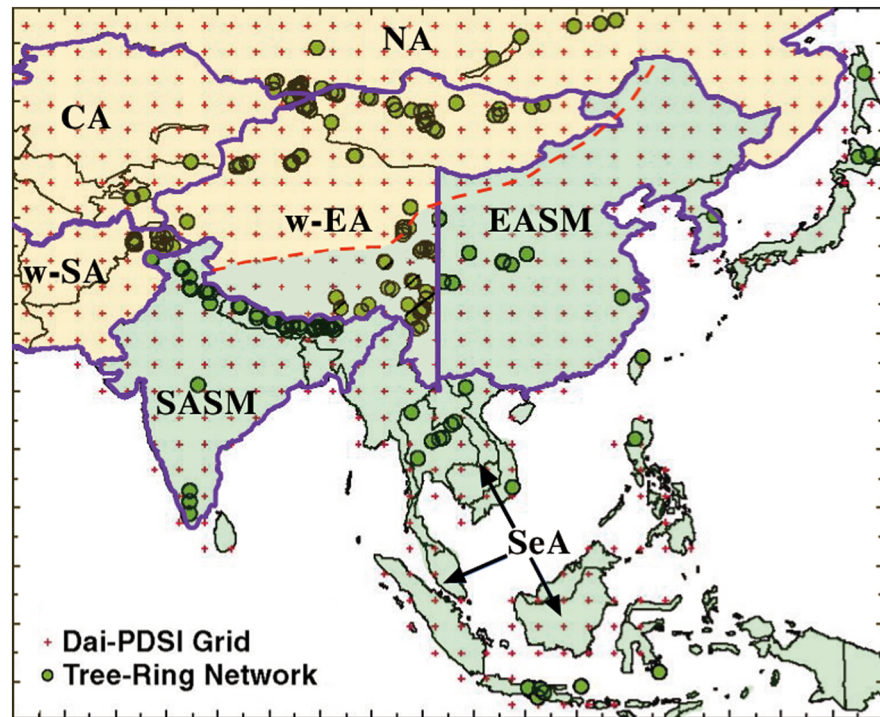 NA
CA
w-EA
EASM
w-SA
SASM
SeA
Dai-PDSI Grid
Tree-Ring Network